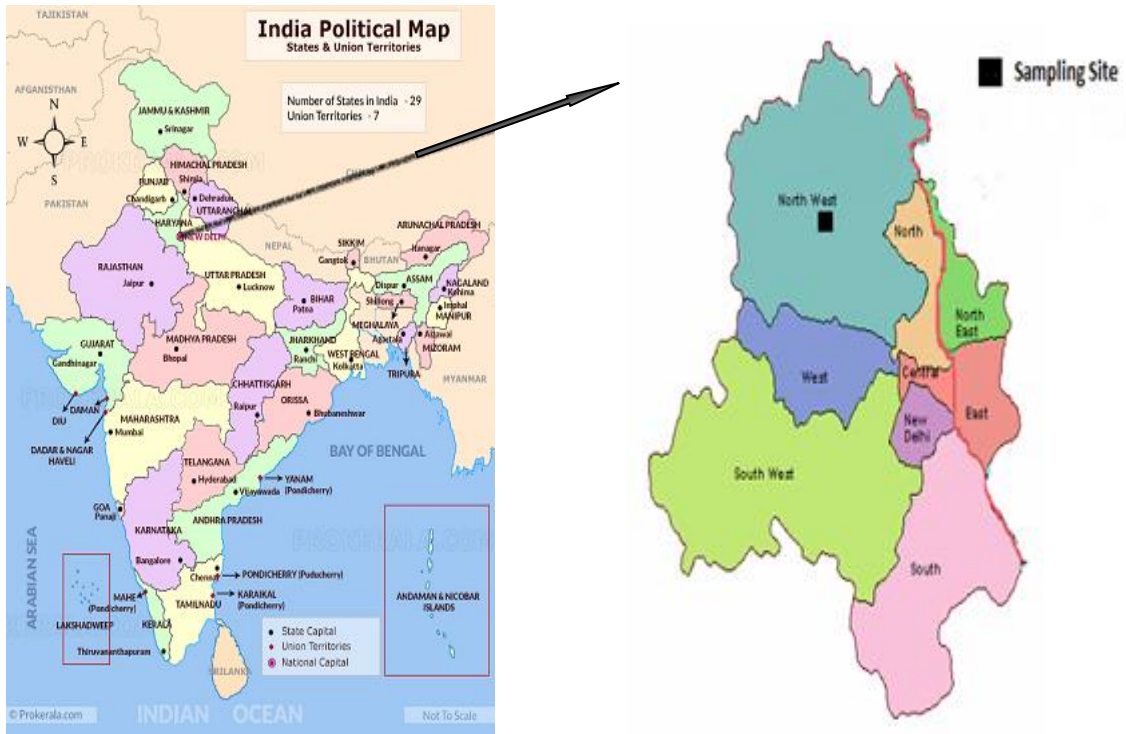 TAJIKISTAN
India Political Map
States & Union Territories
AFGANISTHAN
Number of States in India - 29
Union Territories - 7
N
W
E
S
JAMMU & KASHMIR
Srinagar
HIMACHAL PRADESH
Shimla
PUNJAB
Chandigarh
Dehradun
UTTARANCHAL
PAKISTAN
HARYANA
NEW DELHI
ARUNACHAL PRADESH
Itanagar
SIKKIM
Gangtok
NEPAL
BHUTAN
RAJASTHAN
Jaipur
UTTAR PRADESH
Lucknow
Dispur
ASSAM
NAGALAND
Kohima
BIHAR
Patna
Shillong
Imphal
MANIPUR
MEGHALAYA
Agartala
Aizawal
MIZORAM
TRIPURA
GUJARAT
Gandhinagar
MADHYA PRADESH
Bhopal
JHARKHAND
Ranchi
WEST BENGAL
Kolkatta
MYANMAR
CHHATTISGARH
Raipur
ORISSA
Bhubaneshwar
DIU
DAMAN
MAHARASHTRA
Mumbai
DADAR & NAGAR
HAVELI
BAY OF BENGAL
TELANGANA
Hyderabad
YANAM
(Pondicherry)
Vijayawada
GOA
Panaji
ANDHRA PRADESH
KARNATAKA
Bangalore
PROKERALA.COM
ARABIAN SEA
Chennai
PONDICHERRY (Puducherry)
KARAIKAL
(Pondicherry)
MAHE
(Pondicherry)
TAMILNADU
ANDAMAN & NICOBAR
ISLANDS
LAKSHADWEEP
KERALA
Thiruvananthapuram
State Capital
Union Territories
National Capital
SRILANKA
© Prokerala.com
INDIAN OCEAN
Not To Scale
Sampling Site
North West
North
North
East
West
Central
East
New
Delhi
South West
South